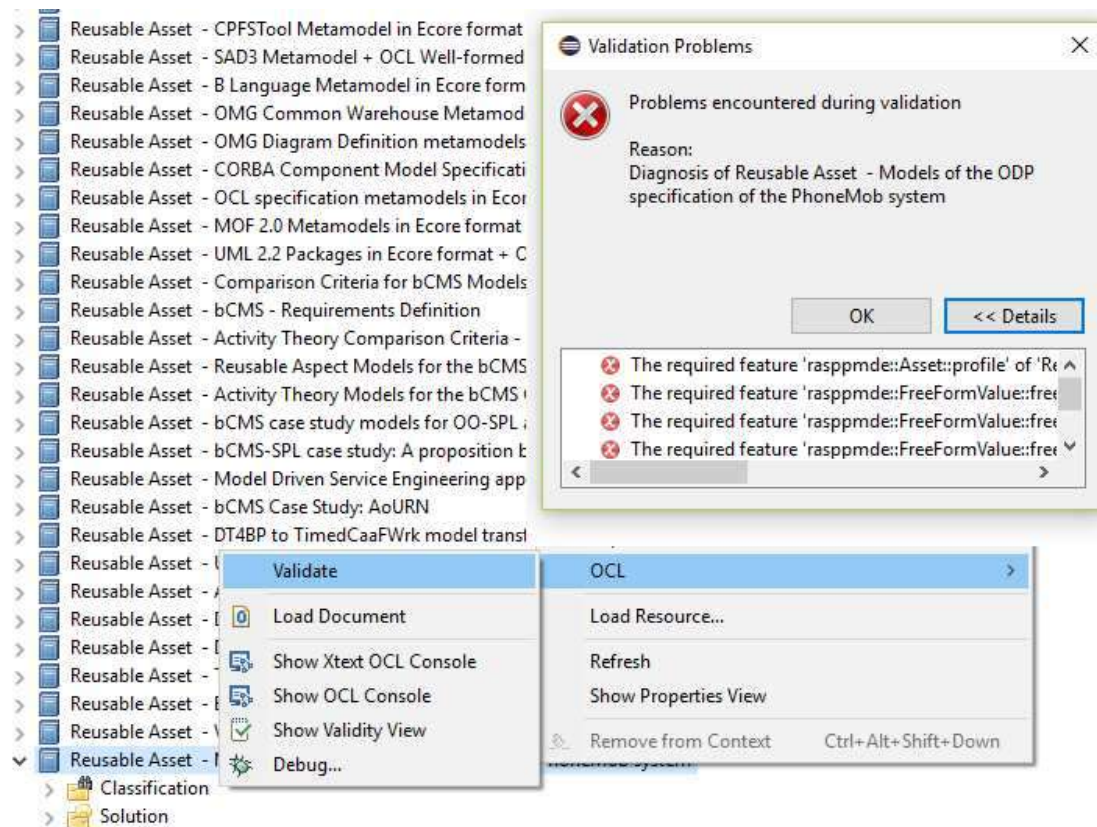 Reusable Asset - CPFSTool Metamodel in Ecore format
Reusable Asset - SAD3 Metamodel + OCL Well-formed
Reusable Asset - B Language Metamodel in Ecore form
Reusable Asset - OMG Common Warehouse Metamod
Reusable Asset - OMG Diagram Definition metamodels
Reusable Asset - CORBA Component Model Specificati
Reusable Asset - OCL specification metamodels in Ecor
Reusable Asset - MOF 2.0 Metamodels in Ecore format
Reusable Asset - UML 2.2 Packages in Ecore format + O
Reusable Asset - Comparison Criteria for bCMS Models
Reusable Asset - bCMS - Requirements Definition
Reusable Asset - Activity Theory Comparison Criteria -
Reusable Asset - Reusable Aspect Models for the bCMS
Reusable Asset - Activity Theory Models for the bCMS
Reusable Asset - bCMS case study models for OO-SPL
Reusable Asset - bCMS-SPL case study: A proposition
Reusable Asset - Model Driven Service Engineering app
Reusable Asset - bCMS Case Study: AoURN
Reusable Asset - DT4BP to TimedCaaFWrk model transf
Reusable Asset -
Reusable Asset -
Reusable Asset -
Reusable Asset -
Reusable Asset -
Reusable Asset -
Reusable Asset -
Reusable Asset -
Classification
Solution
Validation Problems
Problems encountered during validation
Reason:
Diagnosis of Reusable Asset - Models of the ODP
specification of the PhoneMob system
OK
<< Details
The required feature 'rasppmde::Asset::profile' of 'Re
The required feature 'rasppmde::FreeFormValue::free
The required feature 'rasppmde::FreeFormValue::free
The required feature 'rasppmde::FreeFormValue::free
Validate
Load Document
Show Xtext OCL Console
Show OCL Console
Show Validity View
Debug...
OCL
Load Resource...
Refresh
Show Properties View
Remove from Context Ctrl+Alt+Shift+Down